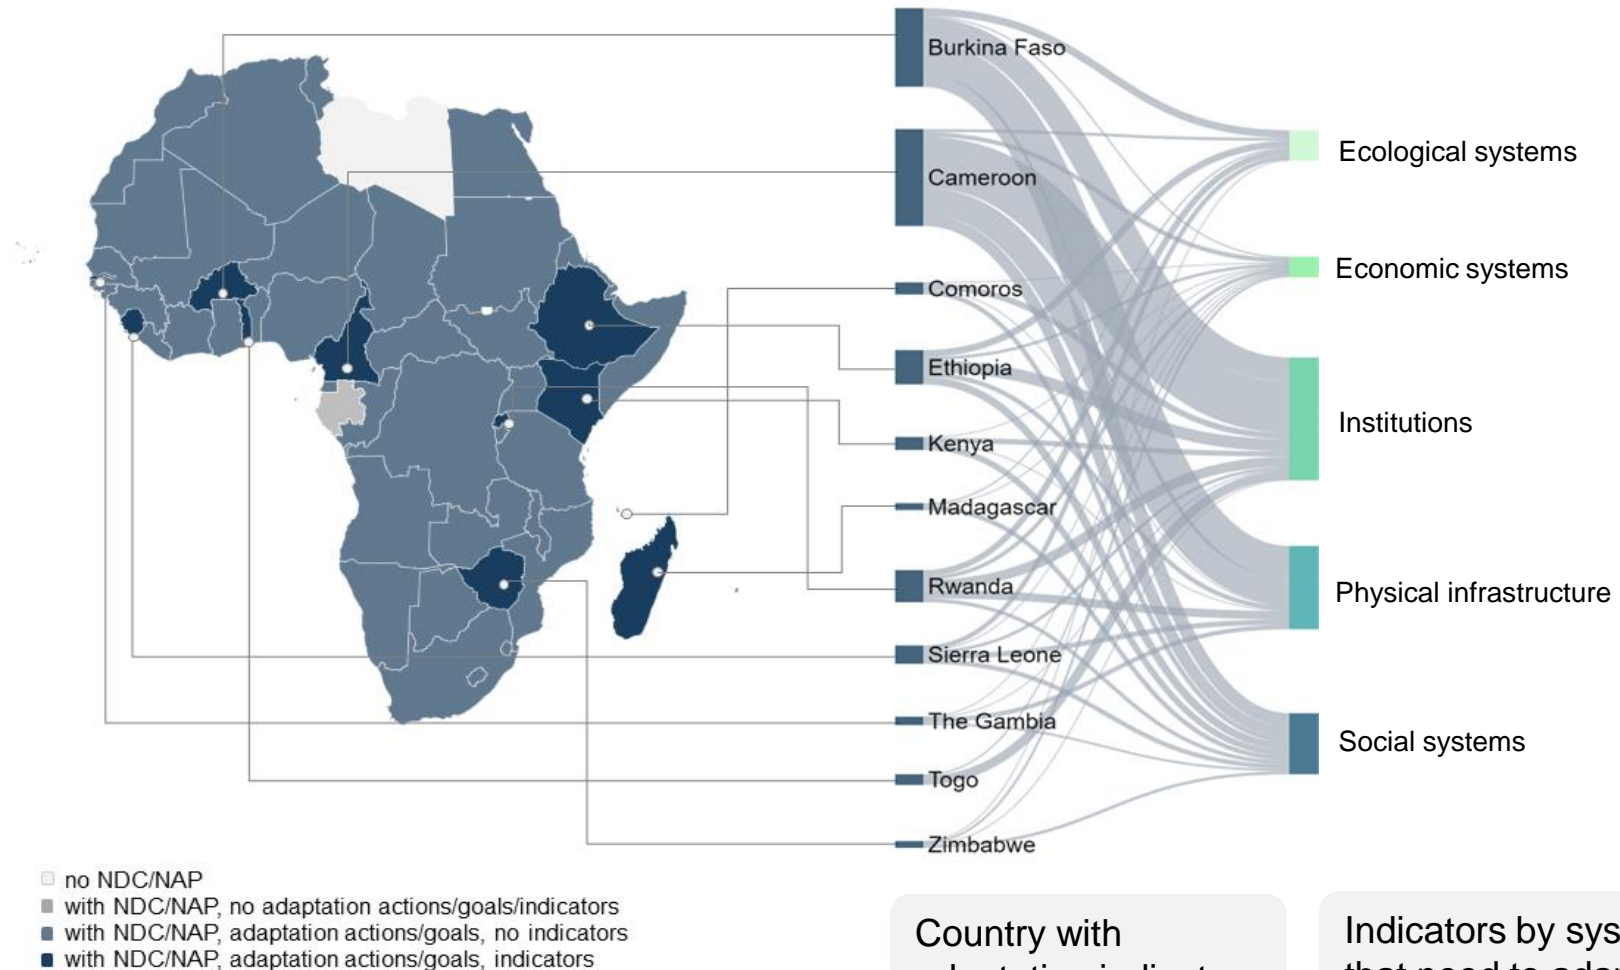 Burkina Faso
Cameroon
Comoros
Ethiopia
Kenya
Madagascar
Rwanda
Sierra Leone
The Gambia
Togo
Zimbabwe
Ecological systems
Economic systems
Institutions
Physical infrastructure
Social systems
no NDC/NAP
with NDC/NAP, no adaptation actions/goals/indicators
with NDC/NAP, adaptation actions/goals, no indicators
with NDC/NAP, adaptation actions/goals, indicators
Country with
Indicators by sys